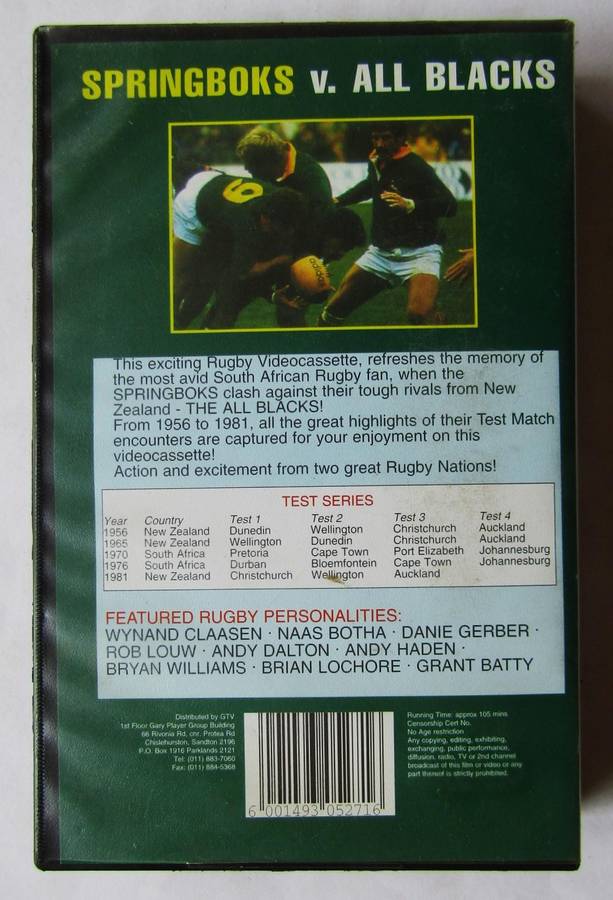 SPRINGBOKS v. ALL BLACKS
6
adidas
This exciting Rugby Videocassette, refreshes the memory of
the most avid South African Rugby fan, when the
SPRINGBOKS clash against their tough rivals from New
Zealand - THE ALL BLACKS!
From 1956 to 1981, all the great highlights of their Test Match
encounters are captured for your enjoyment on this
videocassette!
Action and excitement from two great Rugby Nations!
TEST SERIES
Year Country Test 1 Test 2 Test 3 Test 4
1956 New Zealand Dunedin Wellington Christchurch Auckland
1965 New Zealand Wellington Dunedin Christchurch Auckland
1970 South Africa Pretoria Cape Town Port Elizabeth Johannesburg
1976 South Africa Durban Bloemfontein Cape Town Johannesburg
1981 New Zealand Christchurch Wellington Auckland
FEATURED RUGBY PERSONALITIES:
WYNAND CLAASEN · NAAS BOTHA · DANIE GERBER ·
ROB LOUW · ANDY DALTON · ANDY HADEN ·
BRYAN WILLIAMS · BRIAN LOCHORE · GRANT BATTY
Distributed by GTV
1st Floor Gary Player Group Building
66 Rivonia Rd, cnr. Protea Rd
Chislehurston, Sandton 2196
P.O. Box 1916 Parklands 2121
Tel: (011) 883-7060
Fax: (011) 884-5368
6 001493 052716
Running Time: approx 105 mins
Censorship Cert No.
No Age restriction
Any copying, editing, exhibiting,
exchanging, public performance,
diffusion, radio, TV or 2nd channel
broadcast of this film or video or any
part thereof is strictly prohibited.